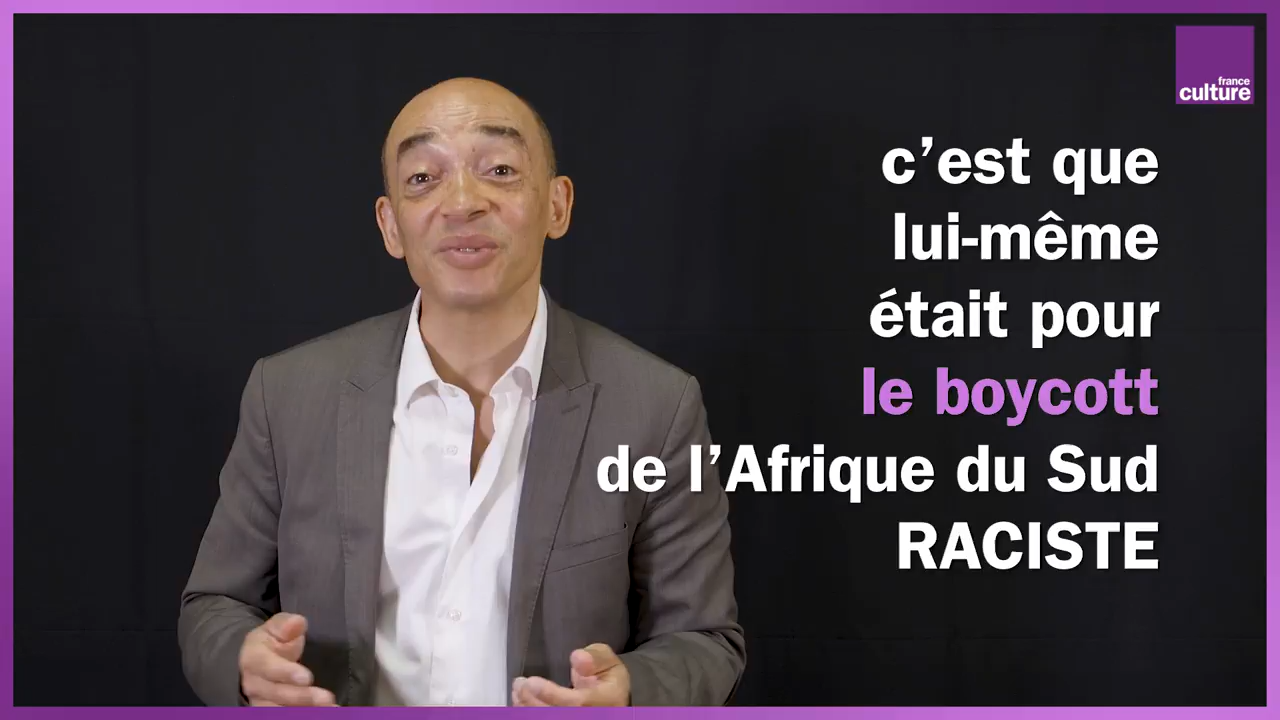 france
culture
c’est que
lui-même
était pour
le boycott
de l’Afrique du Sud
RACISTE